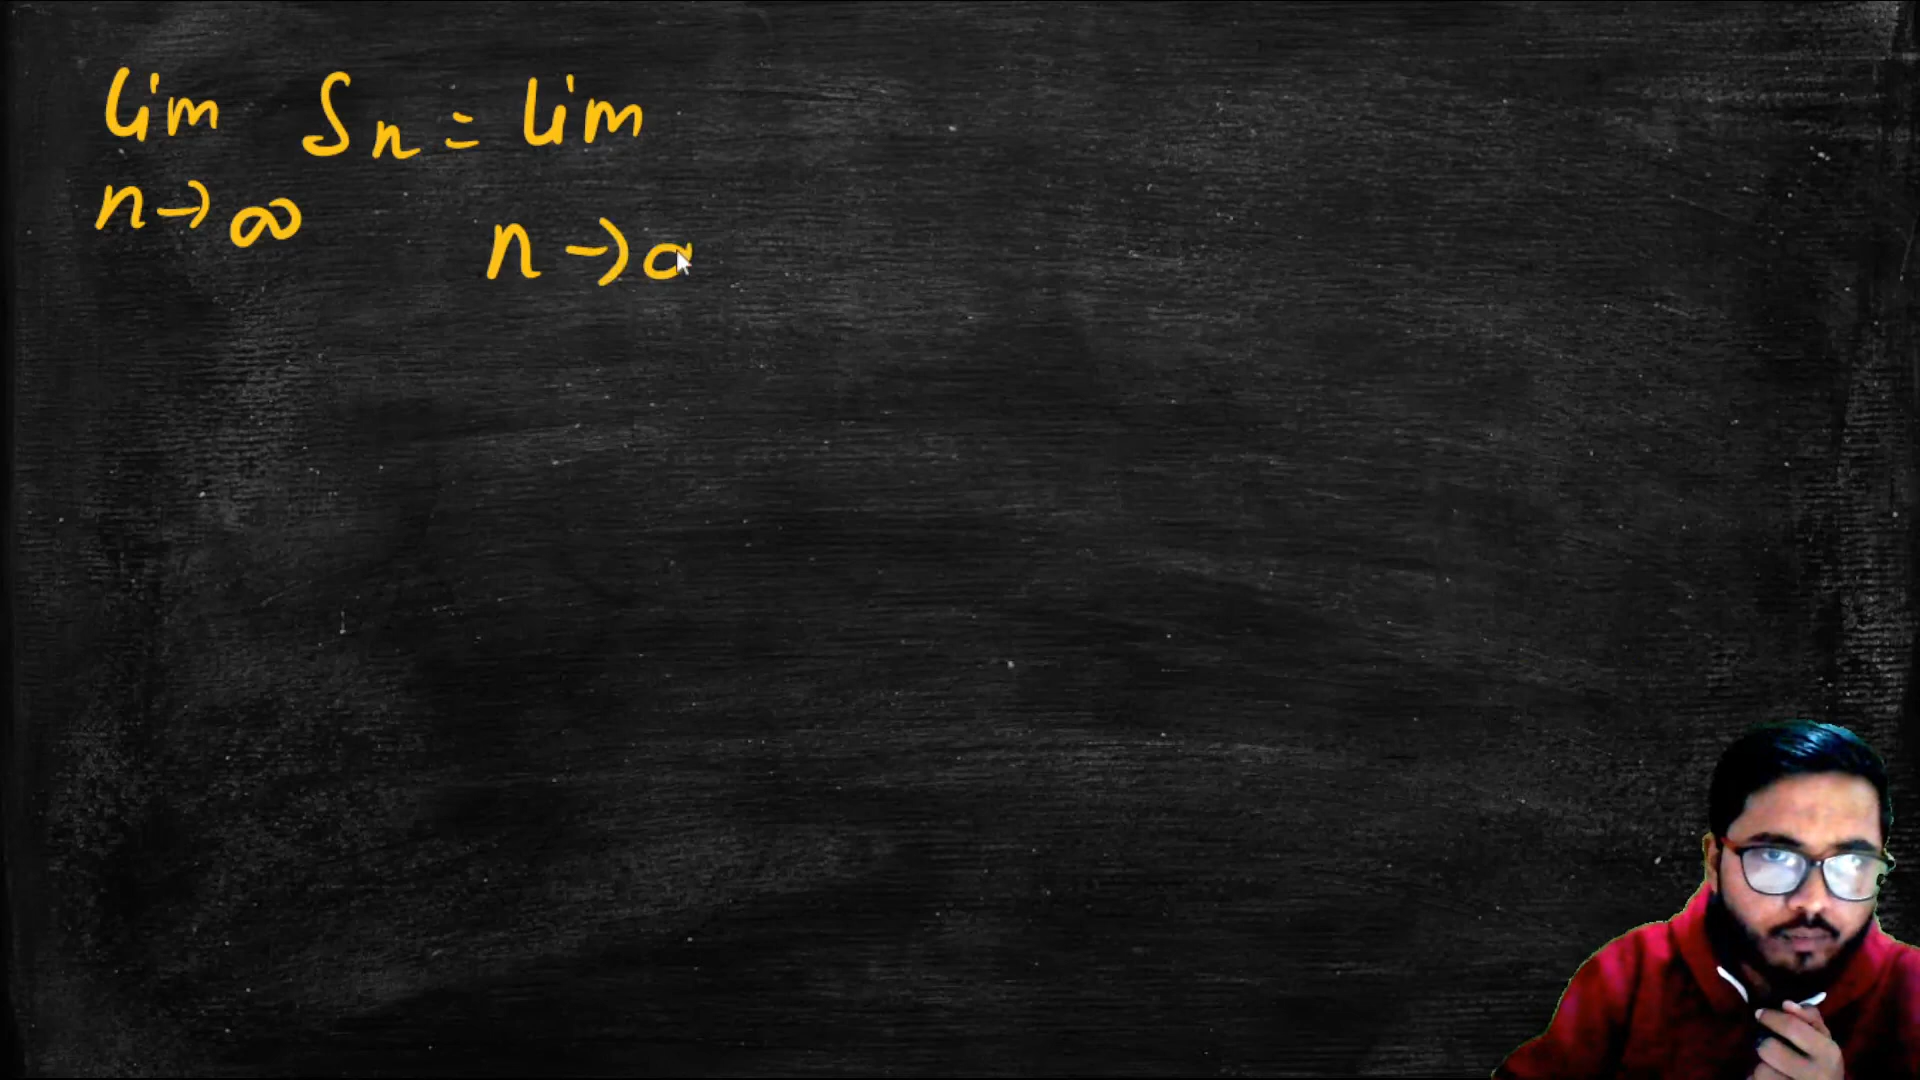 lim Sn = lim
n→∞ n→